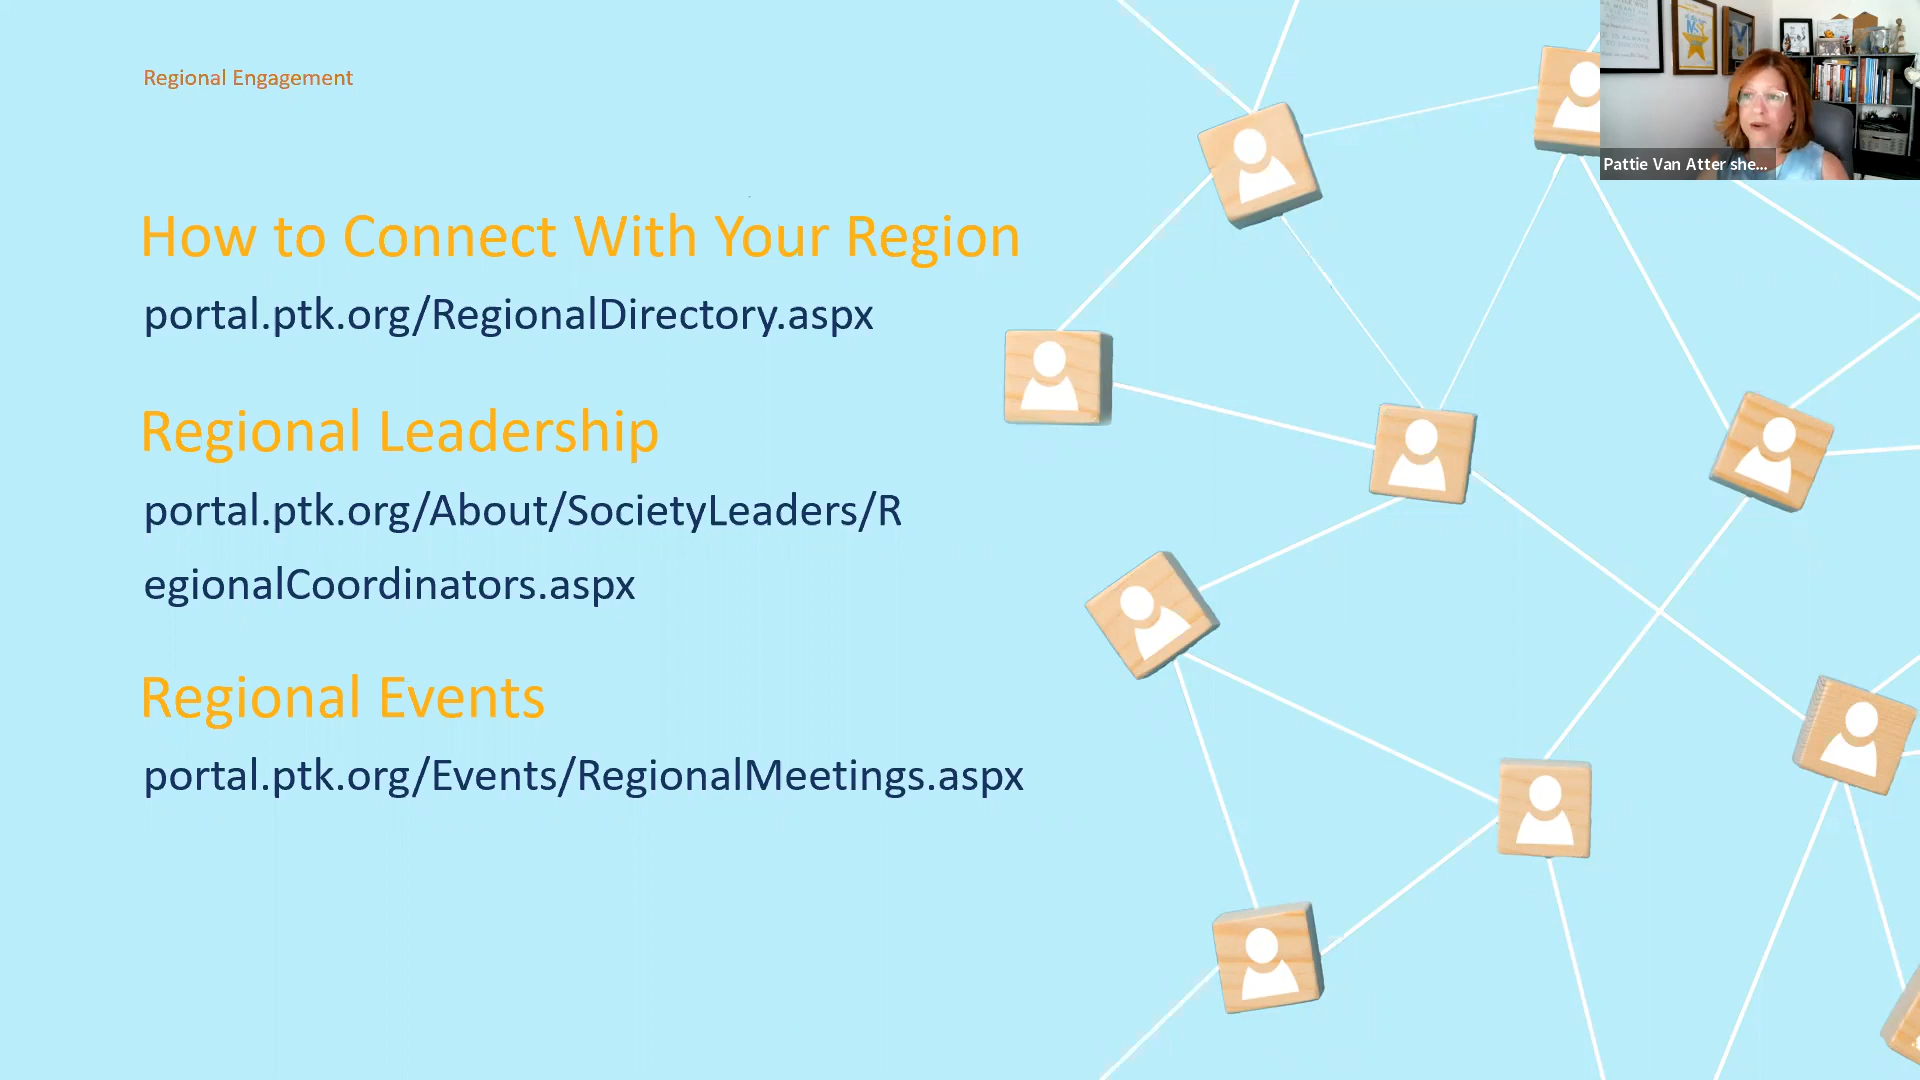 Regional Engagement
How to Connect With Your Region
portal.ptk.org/RegionalDirectory.aspx
Regional Leadership
portal.ptk.org/About/SocietyLeaders/R
egionalCoordinators.aspx
Regional Events
portal.ptk.org/Events/RegionalMeetings.aspx
Pattie Van Atter she...